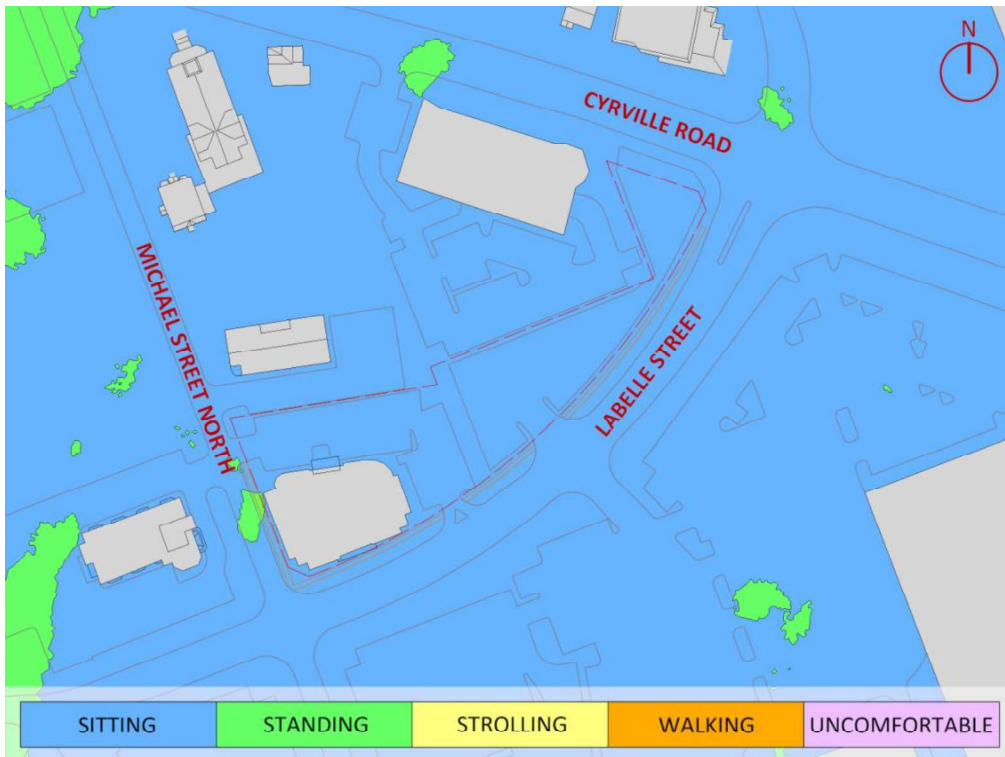 N
CYRVILLE ROAD
MICHAEL STREET NORTH
LABELLE STREET
SITTING
STANDING
STROLLING
WALKING
UNCOMFORTABLE